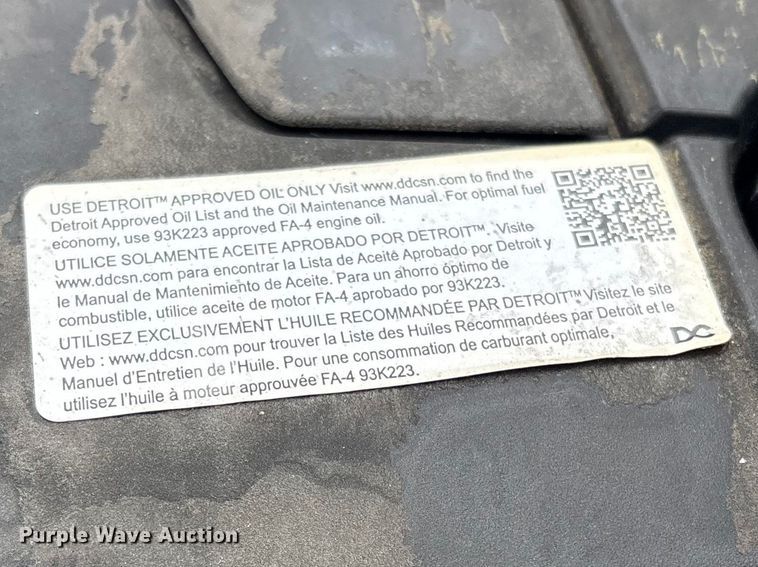 USE DETROIT™ APPROVED OIL ONLY Visit www.ddcsn.com to find the
Detroit Approved Oil List and the Oil Maintenance Manual. For optimal fuel
economy, use 93K223 approved FA-4 engine oil.
UTILICE SOLAMENTE ACEITE APROBADO POR DETROIT™. Visite
www.ddcsn.com para encontrar la Lista de Aceite Aprobado por Detroit y
le Manual de Mantenimiento de Aceite. Para un ahorro óptimo de
combustible, utilice aceite de motor FA-4 aprobado por 93K223.
UTILISEZ EXCLUSIVEMENT L'HUILE RECOMMANDÉE PAR DETROIT™ Visitez le site
Web : www.ddcsn.com pour trouver la Liste des Huiles Recommandées par Detroit et le
Manuel d'Entretien de l'Huile. Pour une consommation de carburant optimale,
utilisez l'huile à moteur approuvée FA-4 93K223.
DC
Purple Wave Auction